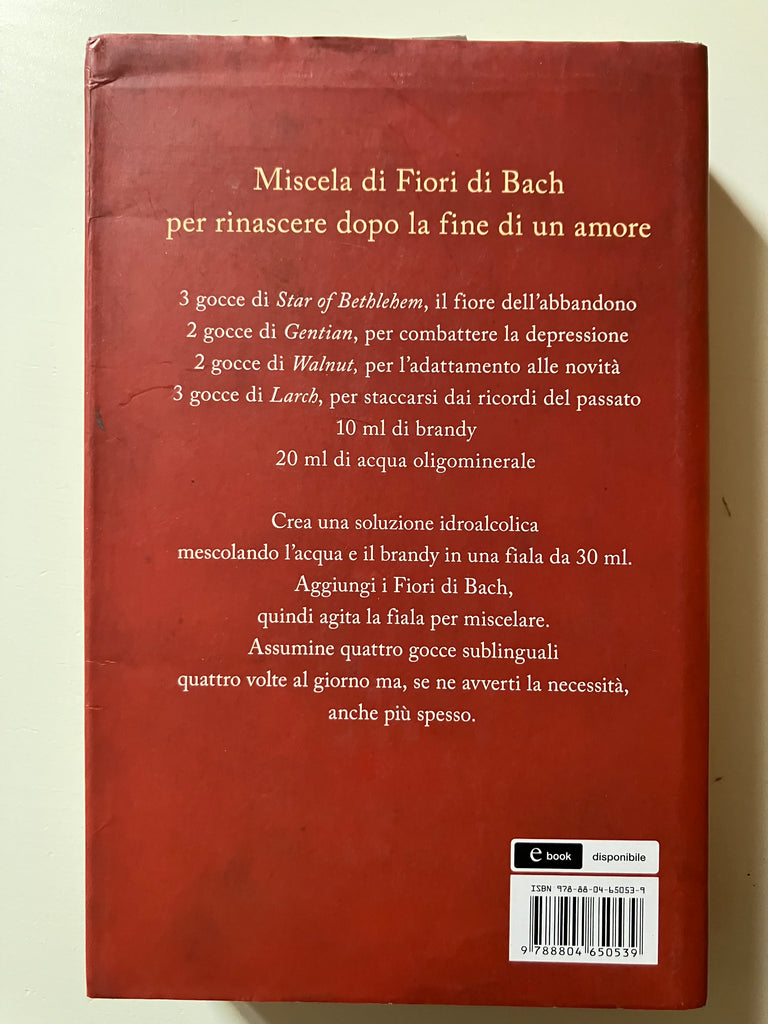 Miscela di Fiori di Bach
per rinascere dopo la fine di un amore
3 gocce di Star of Bethlehem, il fiore dell’abbandono
2 gocce di Gentian, per combattere la depressione
2 gocce di Walnut, per l’adattamento alle novità
3 gocce di Larch, per staccarsi dai ricordi del passato
10 ml di brandy
20 ml di acqua oligominerale
Crea una soluzione idroalcolica
mescolando l’acqua e il brandy in una fiala da 30 ml.
Aggiungi i Fiori di Bach,
quindi agita la fiala per miscelare.
Assumine quattro gocce sublinguali
quattro volte al giorno ma, se ne avverti la necessità,
anche più spesso.
e book disponibile
ISBN 978-88-04-65053-9
9 788804 650539